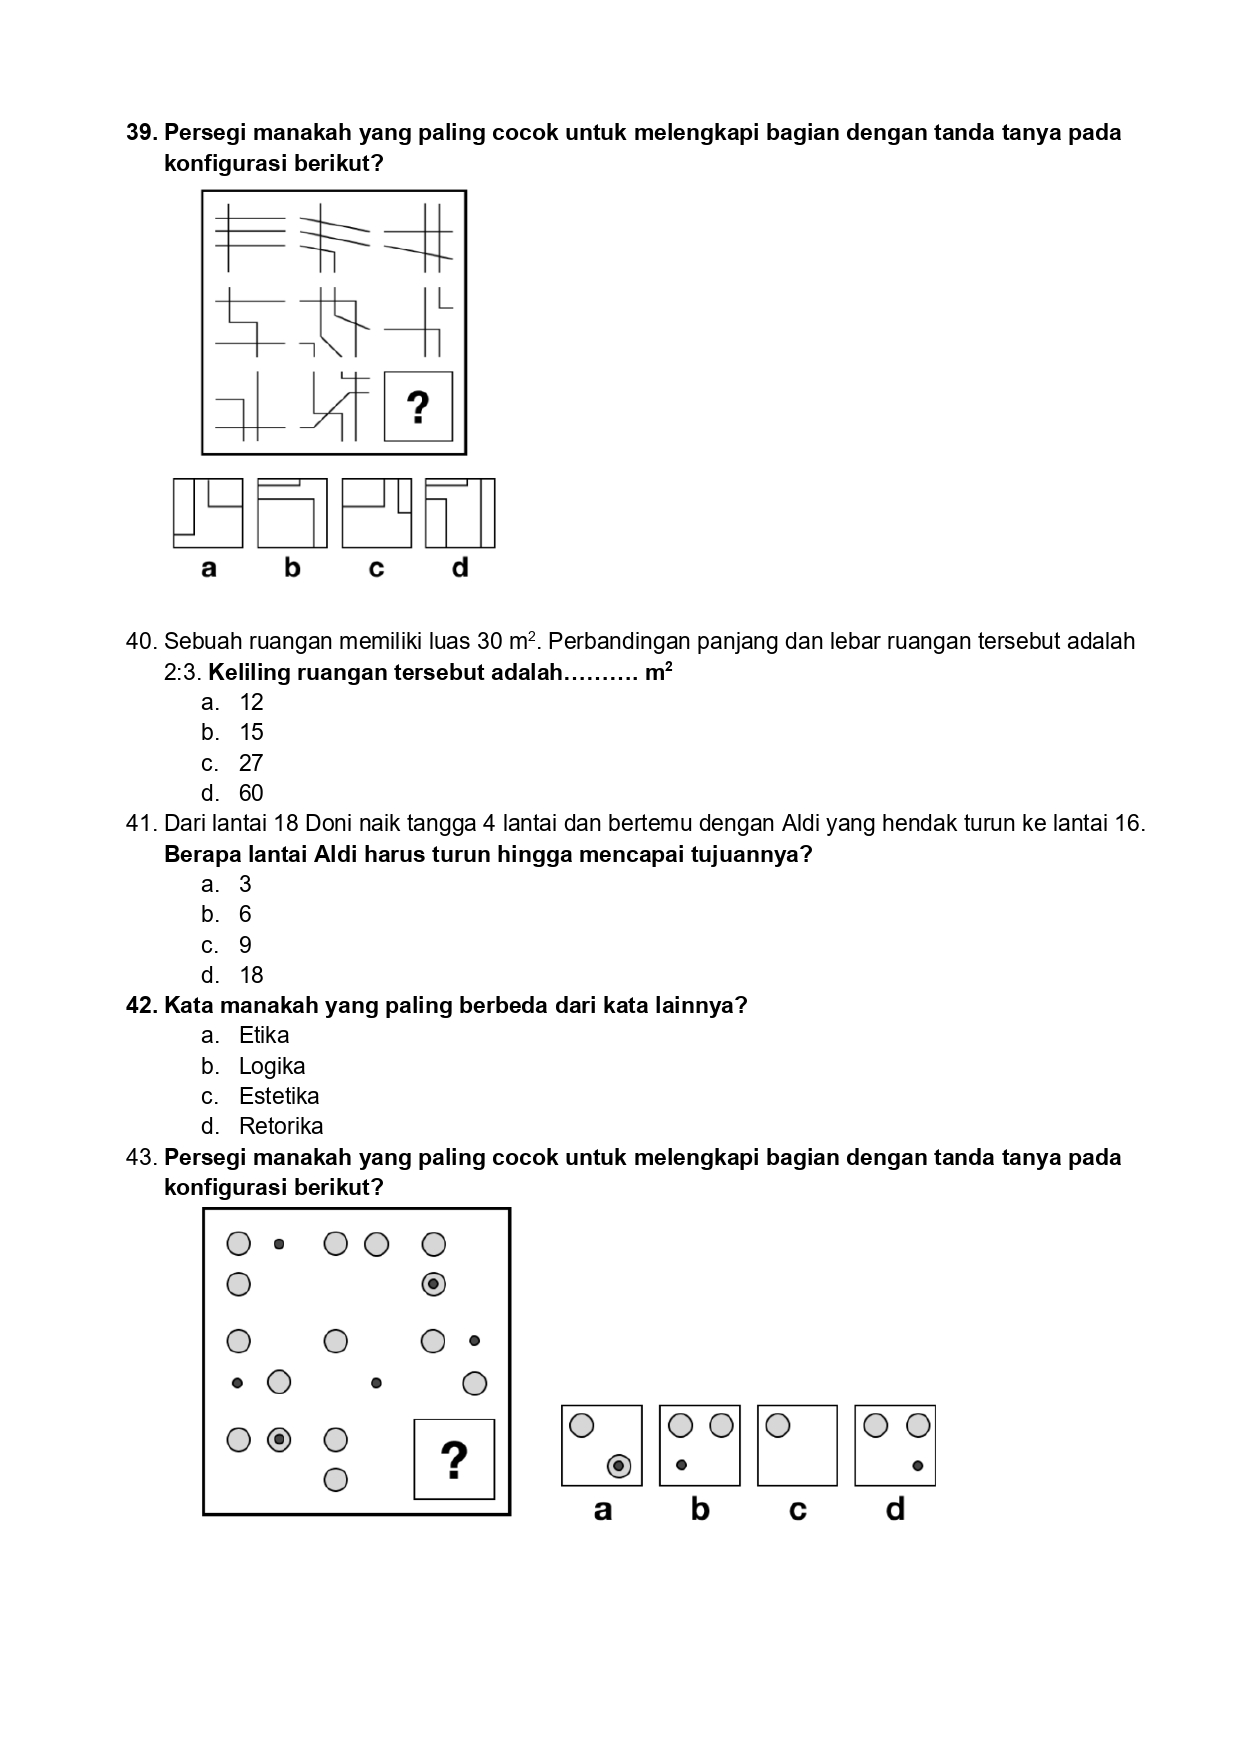 39. Persegi manakah yang paling cocok untuk melengkapi bagian dengan tanda tanya pada
konfigurasi berikut?
?
a b c d
40. Sebuah ruangan memiliki luas 30 m². Perbandingan panjang dan lebar ruangan tersebut adalah
2:3. Keliling ruangan tersebut adalah………. m²
a. 12
b. 15
c. 27
d. 60
41. Dari lantai 18 Doni naik tangga 4 lantai dan bertemu dengan Aldi yang hendak turun ke lantai 16.
Berapa lantai Aldi harus turun hingga mencapai tujuannya?
a. 3
b. 6
c. 9
d. 18
42. Kata manakah yang paling berbeda dari kata lainnya?
a. Etika
b. Logika
c. Estetika
d. Retorika
43. Persegi manakah yang paling cocok untuk melengkapi bagian dengan tanda tanya pada
konfigurasi berikut?
?
a b c d